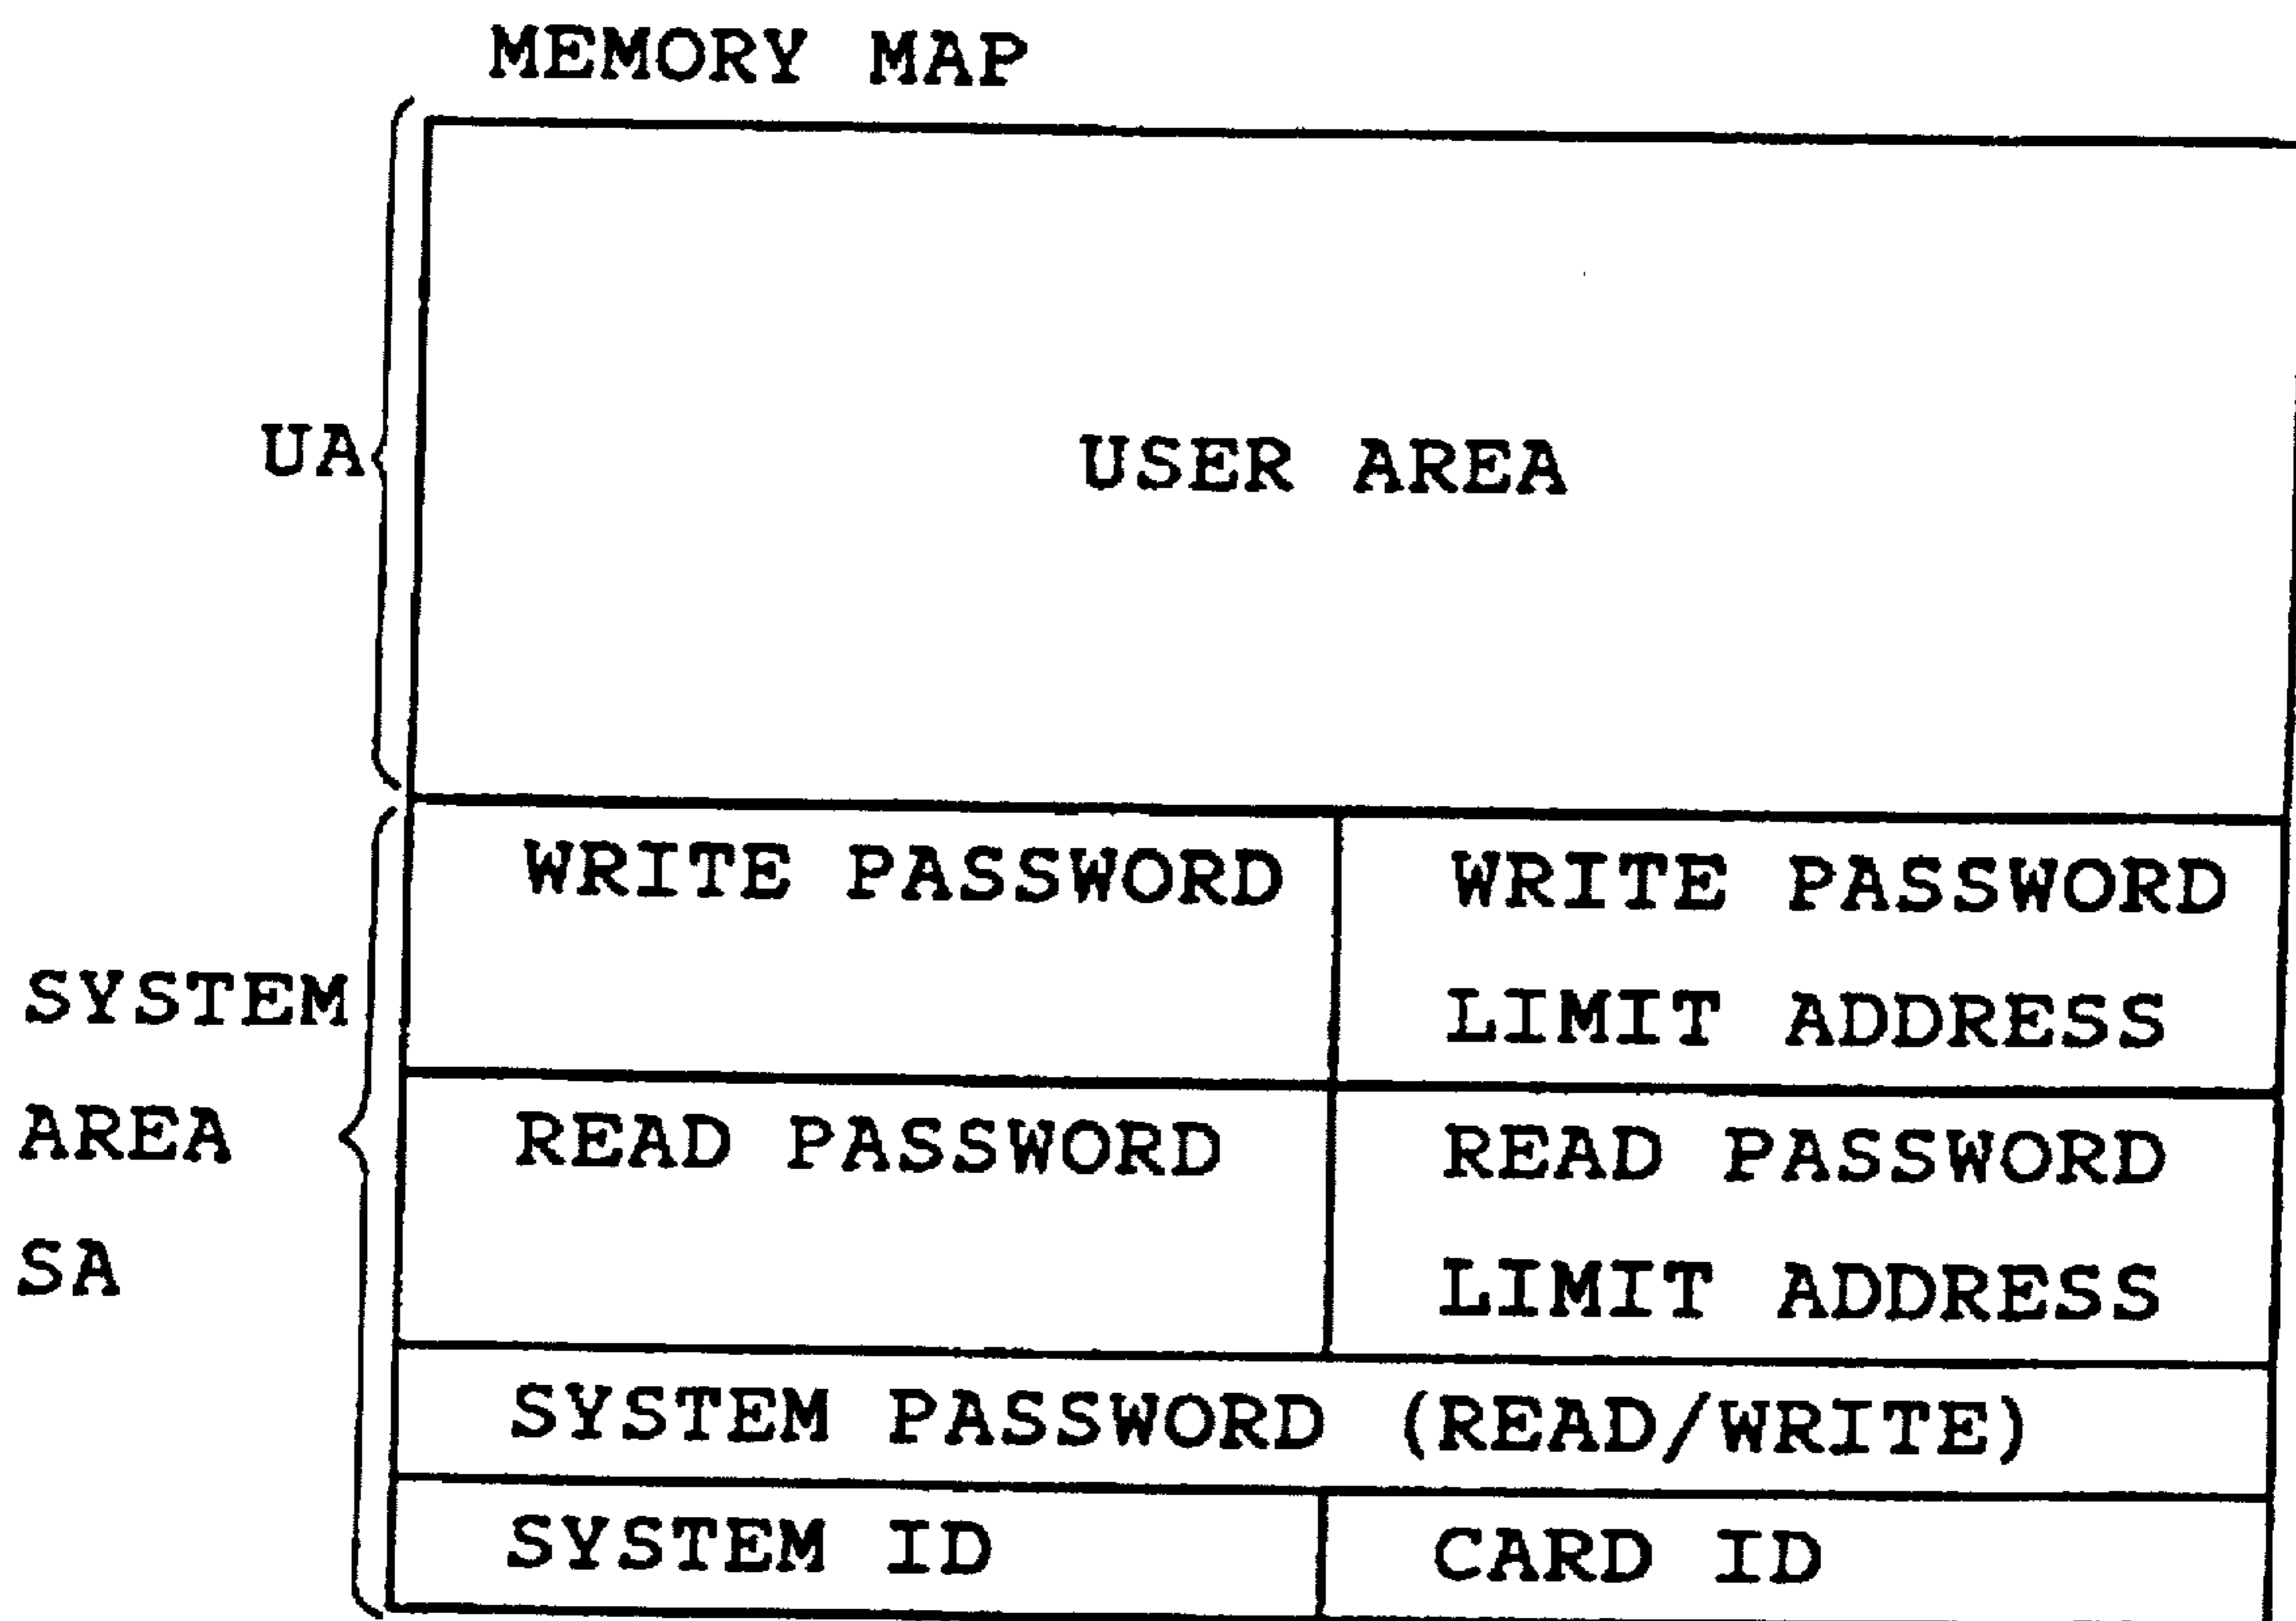 MEMORY MAP
UA
USER AREA
SYSTEM
AREA
SA
WRITE PASSWORD
WRITE PASSWORD
LIMIT ADDRESS
READ PASSWORD
READ PASSWORD
LIMIT ADDRESS
SYSTEM PASSWORD (READ/WRITE)
SYSTEM ID
CARD ID